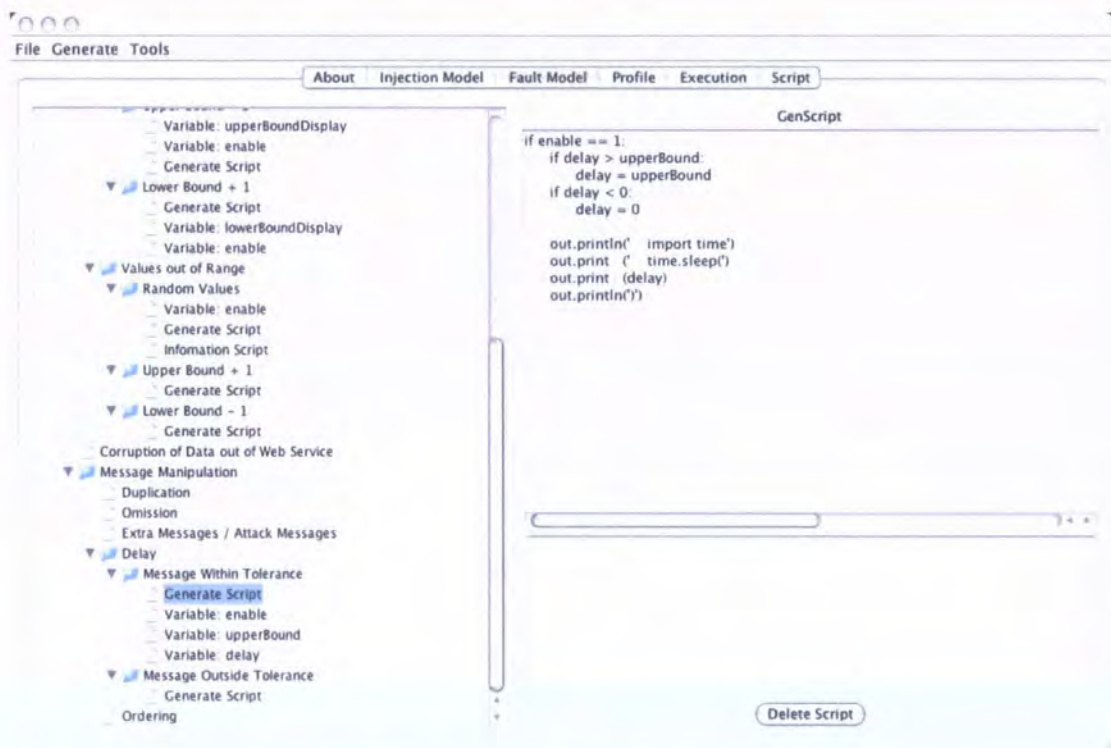 File Generate Tools
About Injection Model Fault Model Profile Execution Script
Variable: upperBoundDisplay
Variable: enable
Generate Script
Lower Bound + 1
Generate Script
Variable: lowerBoundDisplay
Variable: enable
Values out of Range
Random Values
Variable: enable
Generate Script
Infomation Script
Upper Bound + 1
Generate Script
Lower Bound - 1
Generate Script
Corruption of Data out of Web Service
Message Manipulation
Duplication
Omission
Extra Messages / Attack Messages
Delay
Message Within Tolerance
Generate Script
Variable: enable
Variable: upperBound
Variable: delay
Message Outside Tolerance
Generate Script
Ordering
GenScript
if enable == 1:
if delay > upperBound:
delay = upperBound
if delay < 0:
delay = 0
out.println('    import time')
out.print  ('    time.sleep(')
out.print  (delay)
out.println(')')
Delete Script